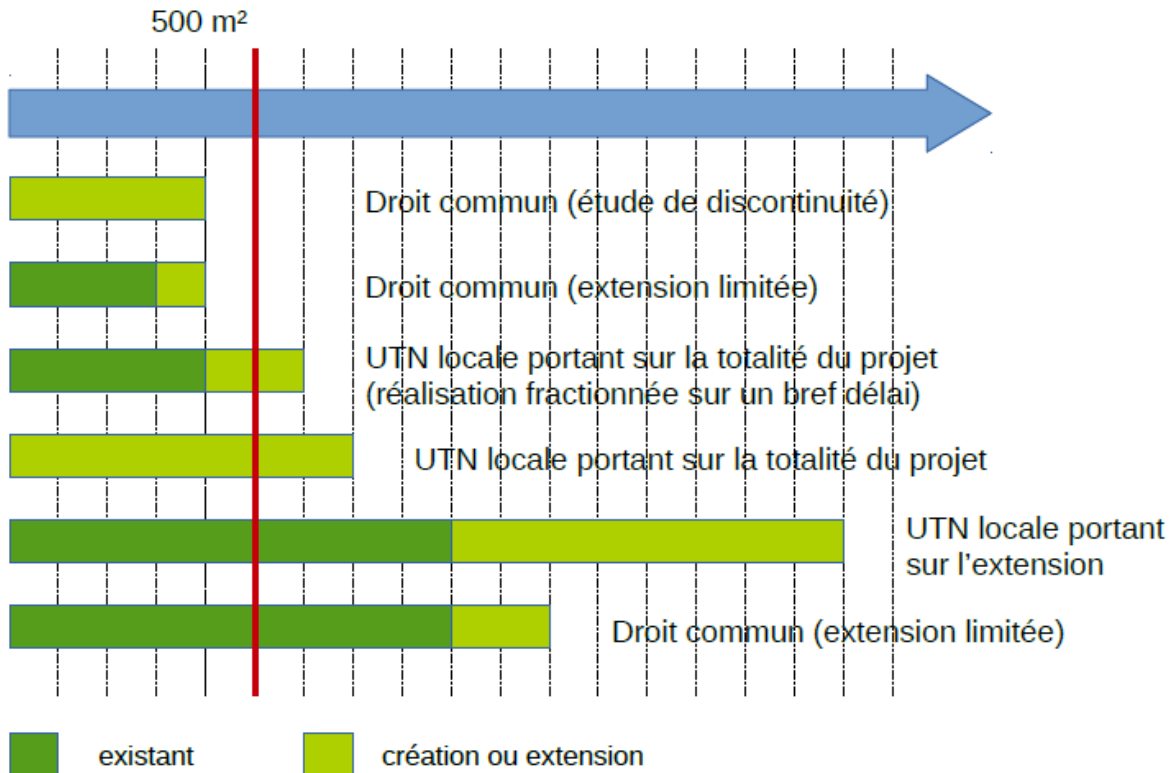 500 m²
Droit commun (étude de discontinuité)
Droit commun (extension limitée)
UTN locale portant sur la totalité du projet
(réalisation fractionnée sur un bref délai)
UTN locale portant sur la totalité du projet
UTN locale portant
sur l’extension
Droit commun (extension limitée)
existant
création ou extension